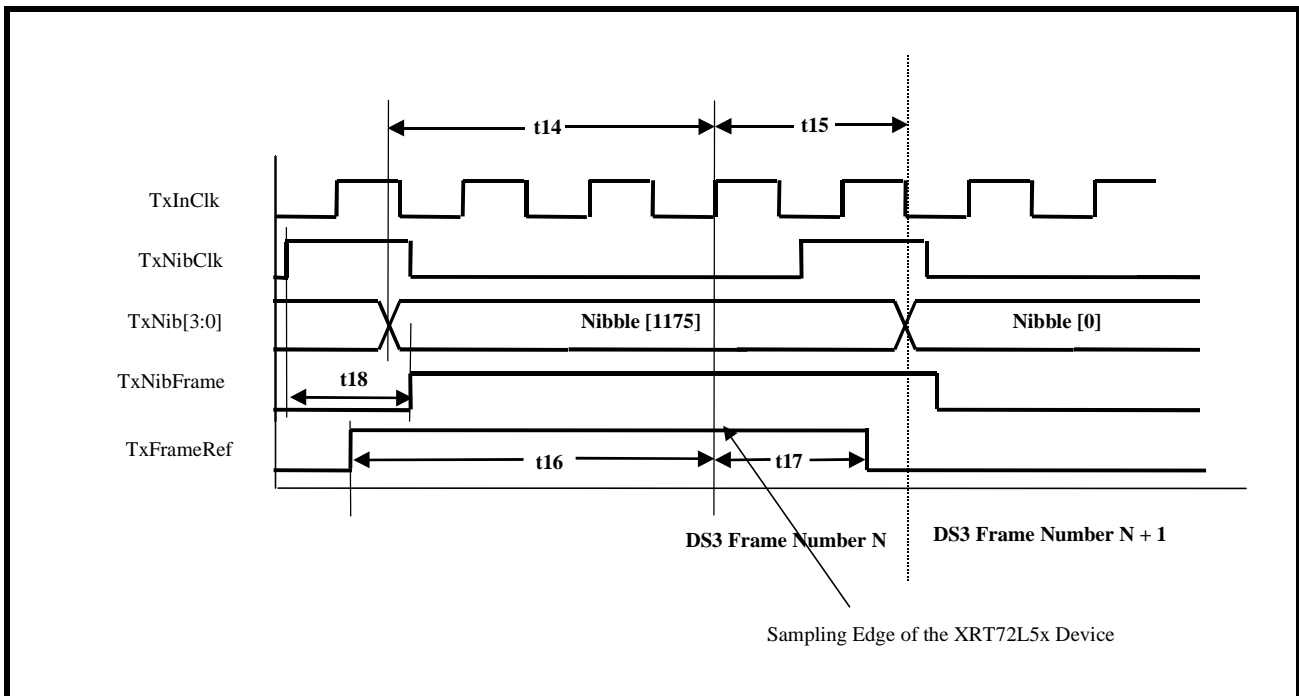 t14
t15
TxInClk
TxNibClk
TxNib[3:0]
Nibble [1175]
Nibble [0]
TxNibFrame
t18
TxFrameRef
t16
t17
DS3 Frame Number N
DS3 Frame Number N + 1
Sampling Edge of the XRT72L5x Device